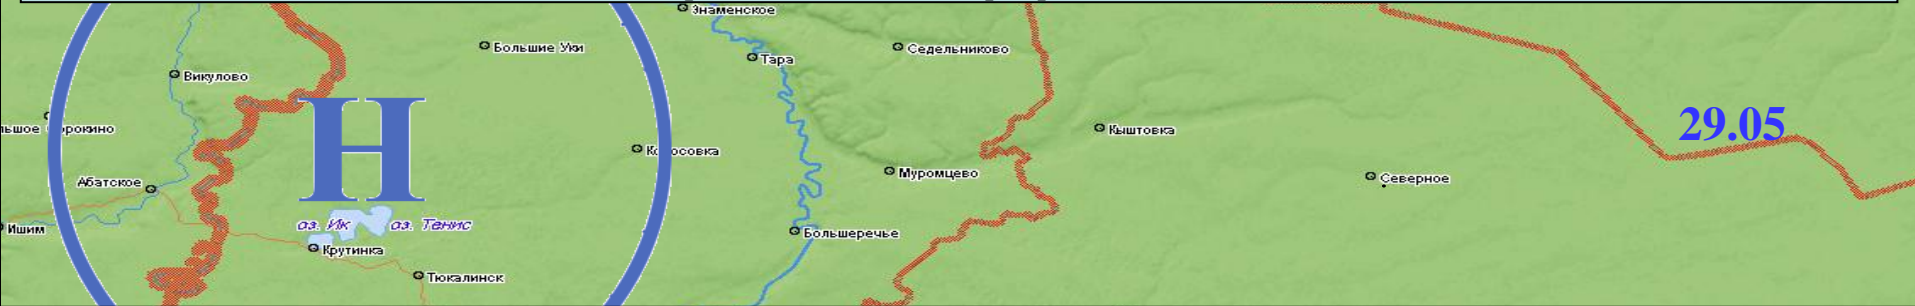 Знаменское
Большие Уки
Седельниково
Тара
Викулово
29.05
Н
Кыштовка
Абатское
Муромцево
Северное
оз. Ик
оз. Тенис
Ишим
Большеречье
Крутинка
Тюкалинск